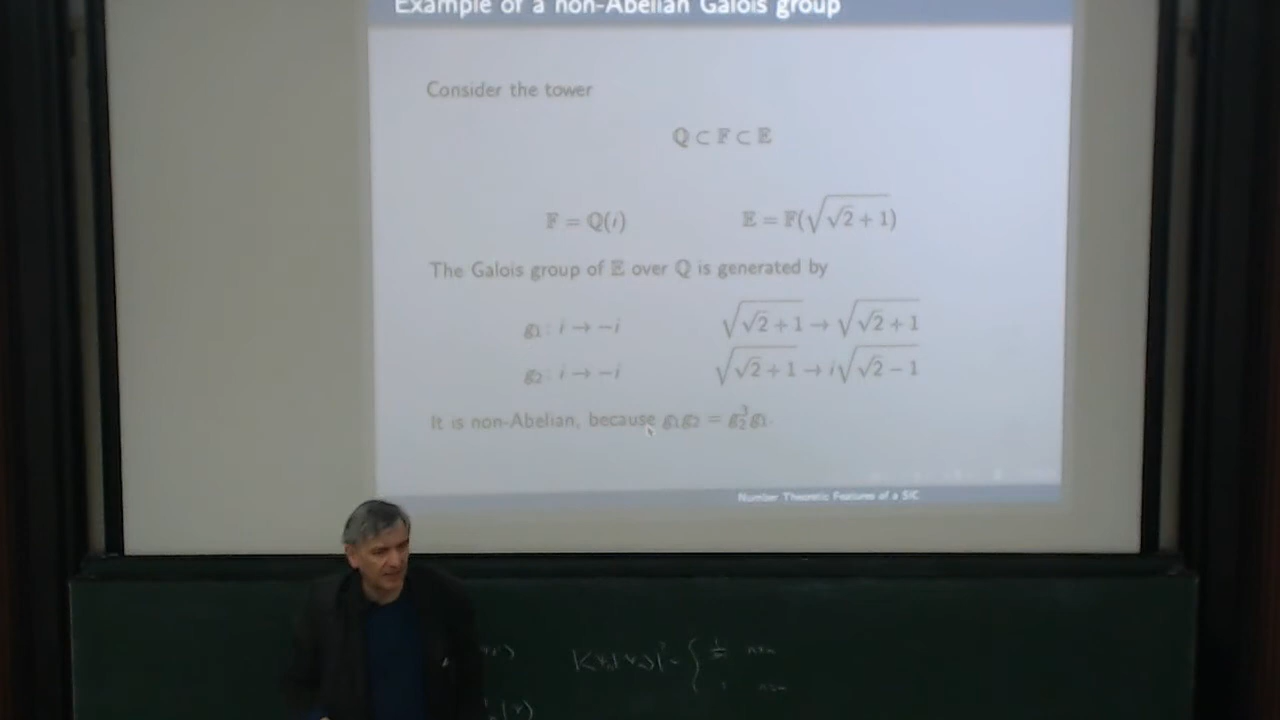 Example of a non-Abelian Galois group
Consider the tower
ℚ ⊂ 𝔽 ⊂ 𝔼
𝔽 = ℚ(i) 𝔼 = 𝔽(√(√2 + 1))
The Galois group of 𝔼 over ℚ is generated by
g₁ : i → −i √(√2 + 1) → √(√2 + 1)
g₂ : i → −i √(√2 + 1) → i√(√2 − 1)
It is non-Abelian, because g₁g₂ = g₂³g₁.
Number Theoretic Features of a SIC